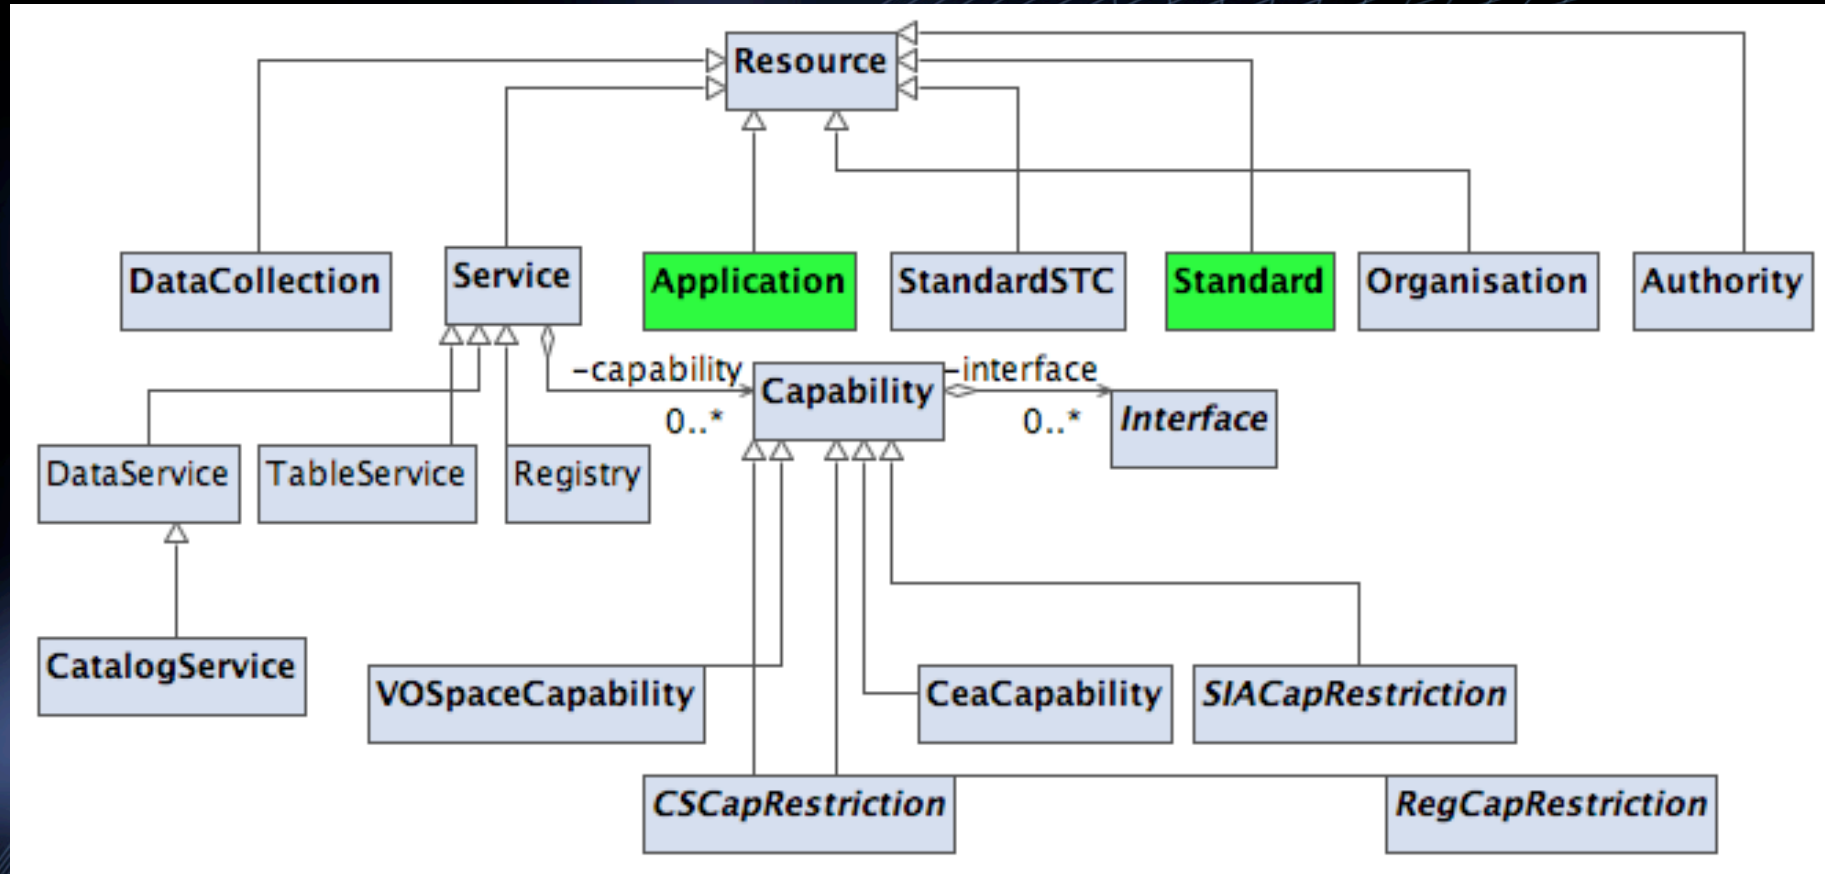 Resource
DataCollection
Service
Application
StandardSTC
Standard
Organisation
Authority
-capability
0..*
Capability
-interface
0..*
Interface
DataService
TableService
Registry
CatalogService
VOSpaceCapability
CeaCapability
SIACapRestriction
CSCapRestriction
RegCapRestriction